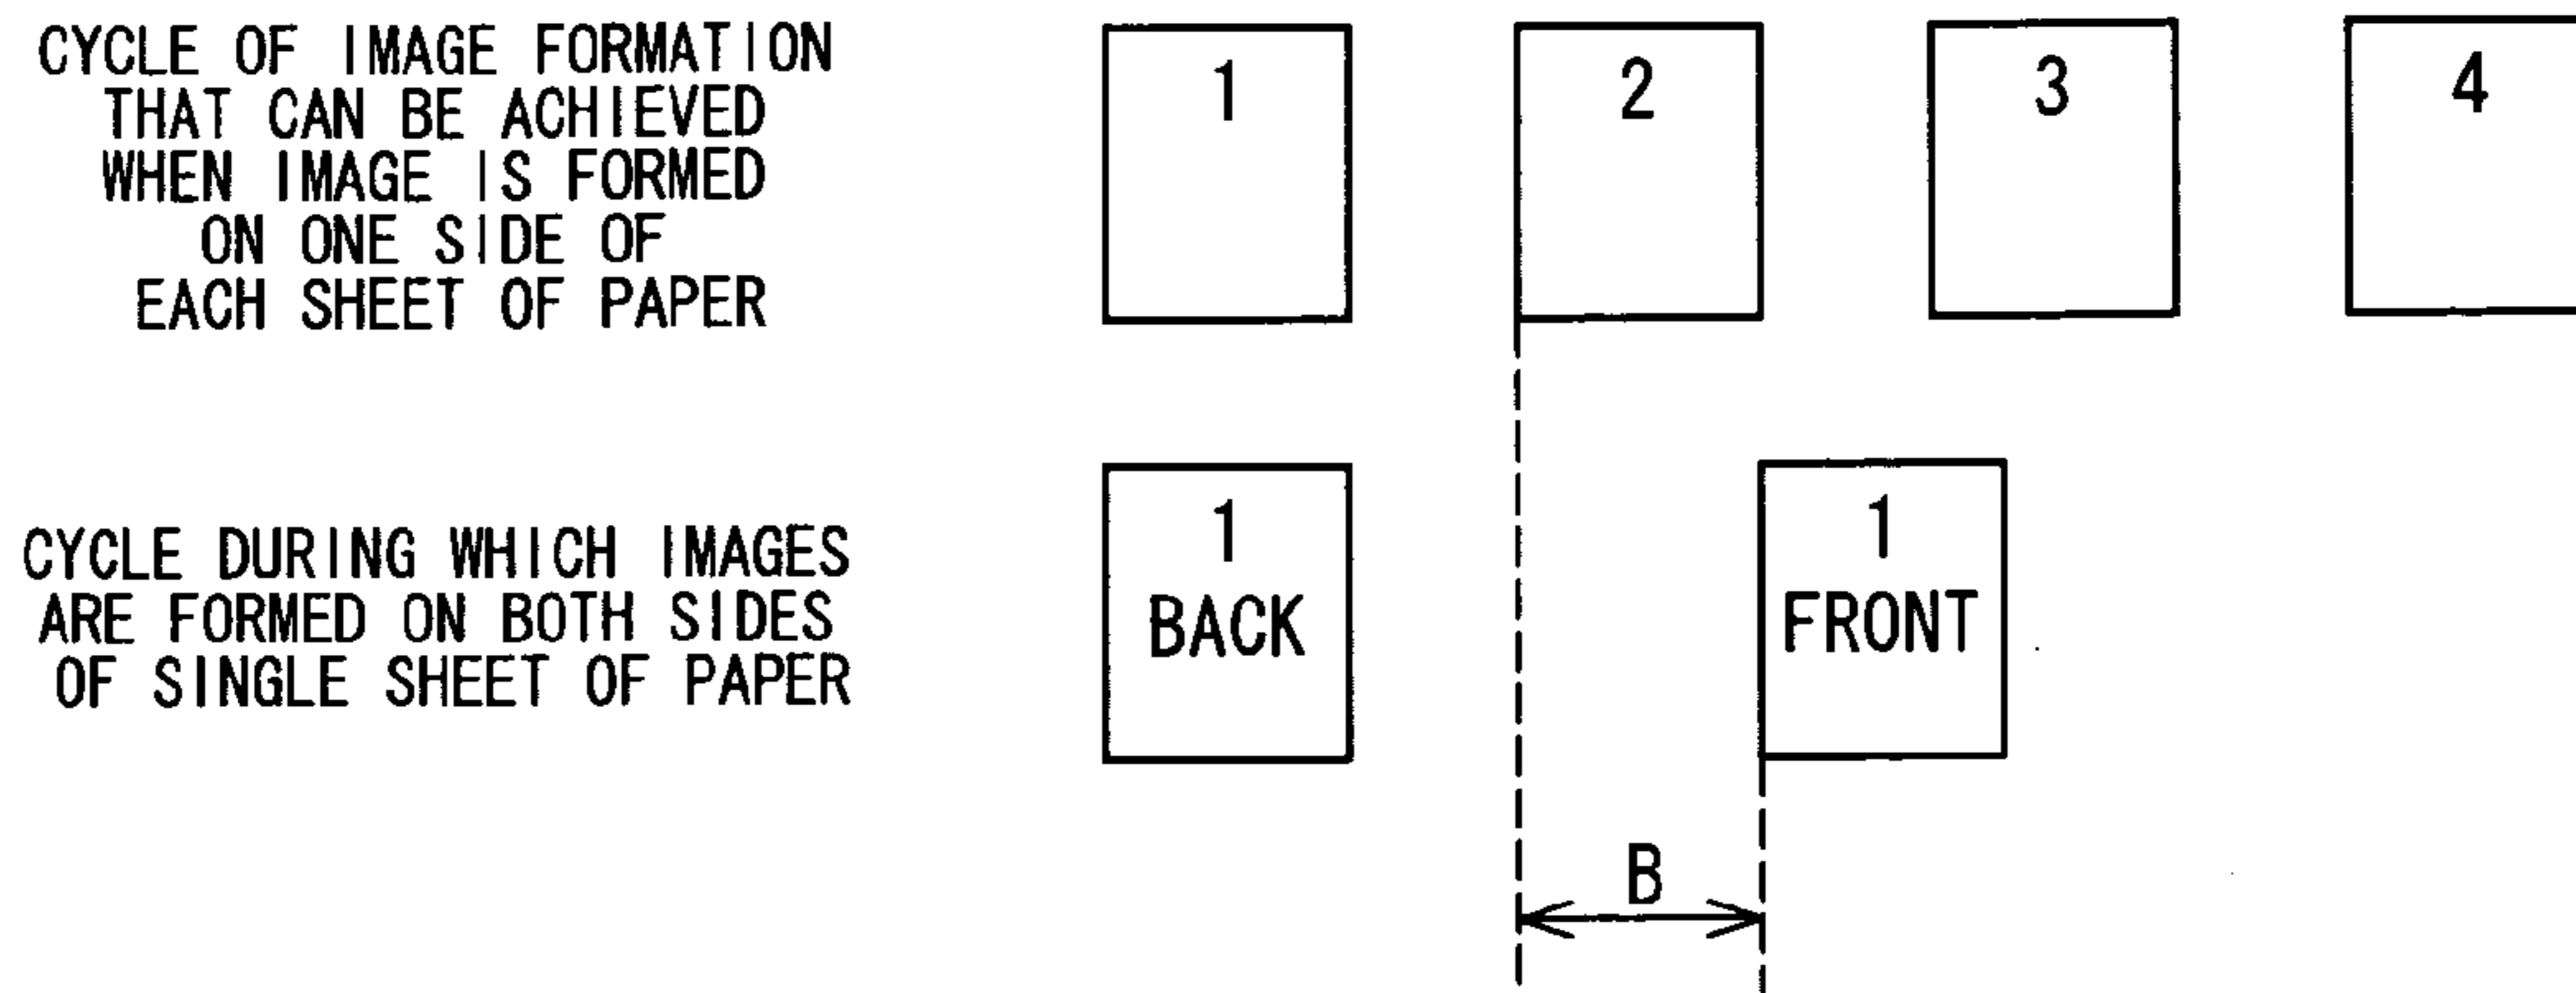 CYCLE OF IMAGE FORMATION
THAT CAN BE ACHIEVED
WHEN IMAGE IS FORMED
ON ONE SIDE OF
EACH SHEET OF PAPER
1
2
3
4
CYCLE DURING WHICH IMAGES
ARE FORMED ON BOTH SIDES
OF SINGLE SHEET OF PAPER
1
BACK
1
FRONT
B